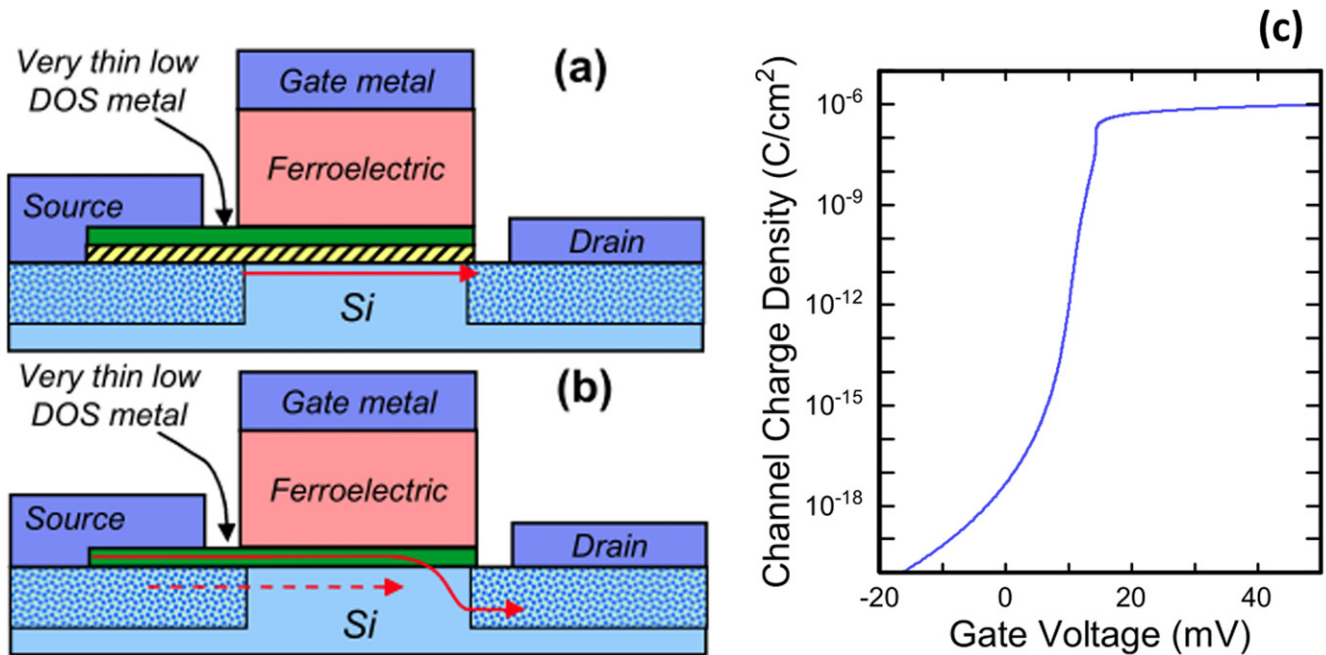 Very thin low
DOS metal
(a)
Gate metal
Ferroelectric
Source
Drain
Si
Very thin low
DOS metal
(b)
Gate metal
Ferroelectric
Source
Drain
Si
(c)
Channel Charge Density (C/cm²)
10⁻⁶
10⁻⁹
10⁻¹²
10⁻¹⁵
10⁻¹⁸
-20 0 20 40
Gate Voltage (mV)